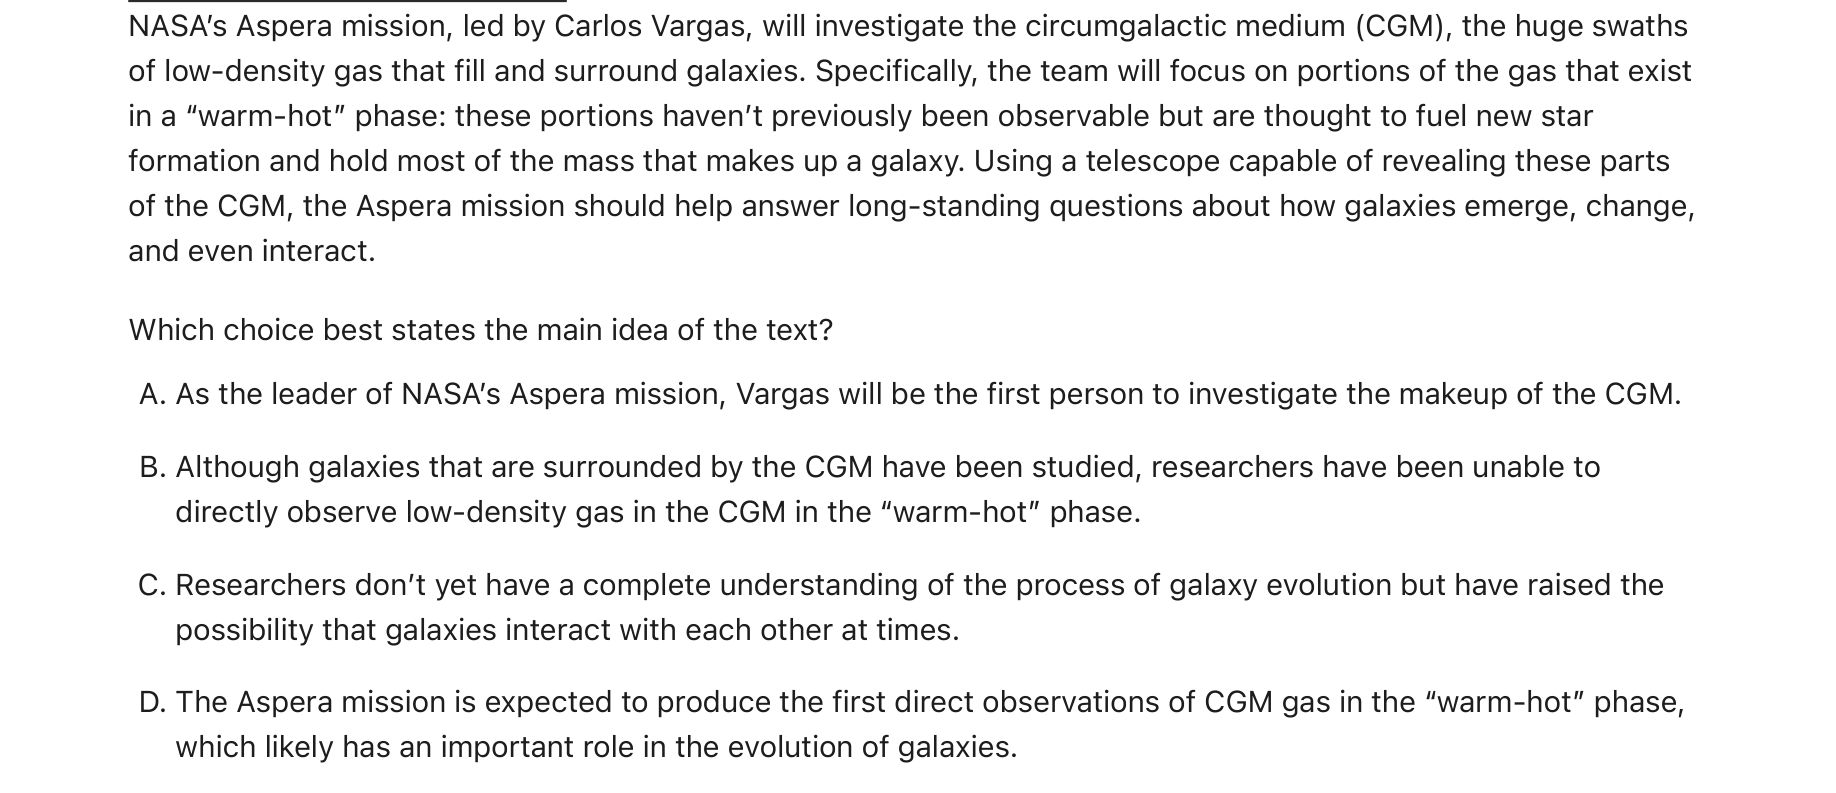 NASA’s Aspera mission, led by Carlos Vargas, will investigate the circumgalactic medium (CGM), the huge swaths
of low-density gas that fill and surround galaxies. Specifically, the team will focus on portions of the gas that exist
in a “warm-hot” phase: these portions haven’t previously been observable but are thought to fuel new star
formation and hold most of the mass that makes up a galaxy. Using a telescope capable of revealing these parts
of the CGM, the Aspera mission should help answer long-standing questions about how galaxies emerge, change,
and even interact.
Which choice best states the main idea of the text?
A. As the leader of NASA’s Aspera mission, Vargas will be the first person to investigate the makeup of the CGM.
B. Although galaxies that are surrounded by the CGM have been studied, researchers have been unable to
directly observe low-density gas in the CGM in the “warm-hot” phase.
C. Researchers don’t yet have a complete understanding of the process of galaxy evolution but have raised the
possibility that galaxies interact with each other at times.
D. The Aspera mission is expected to produce the first direct observations of CGM gas in the “warm-hot” phase,
which likely has an important role in the evolution of galaxies.